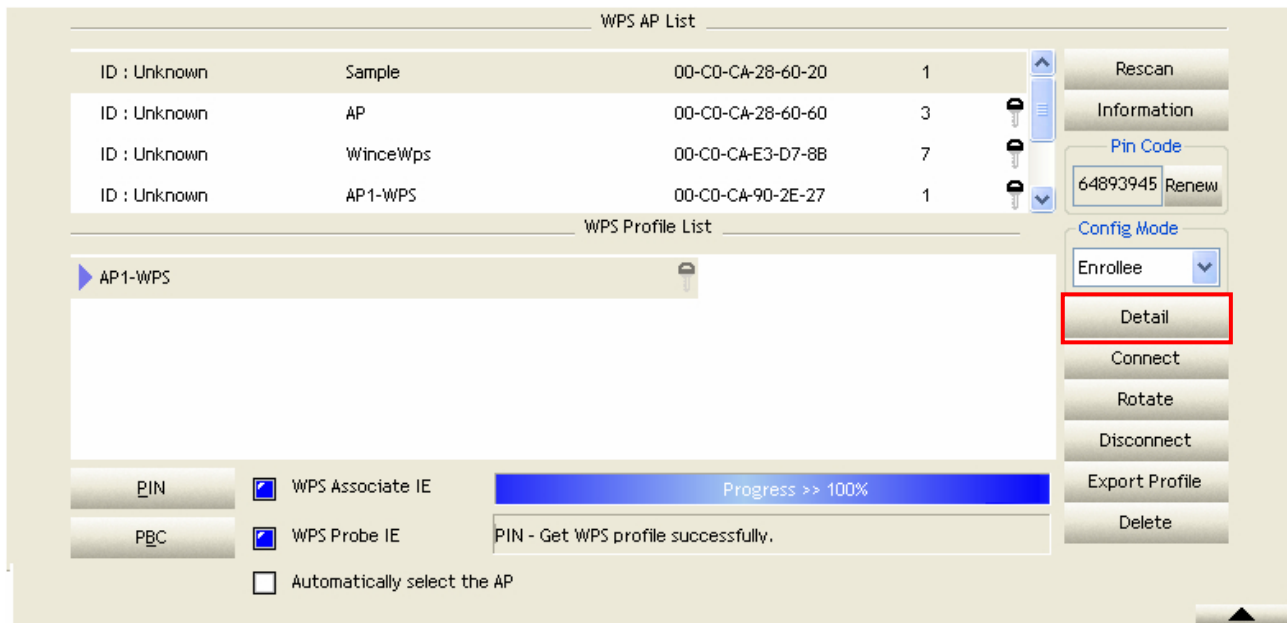 WPS AP List
ID : Unknown Sample 00-C0-CA-28-60-20 1
ID : Unknown AP 00-C0-CA-28-60-60 3
ID : Unknown WinceWps 00-C0-CA-E3-D7-8B 7
ID : Unknown AP1-WPS 00-C0-CA-90-2E-27 1
Rescan
Information
Pin Code
64893945 Renew
Config Mode
Enrollee
Detail
Connect
Rotate
Disconnect
Export Profile
Delete
WPS Profile List
AP1-WPS
PIN
WPS Associate IE
Progress >> 100%
PBC
WPS Probe IE
PIN - Get WPS profile successfully.
Automatically select the AP